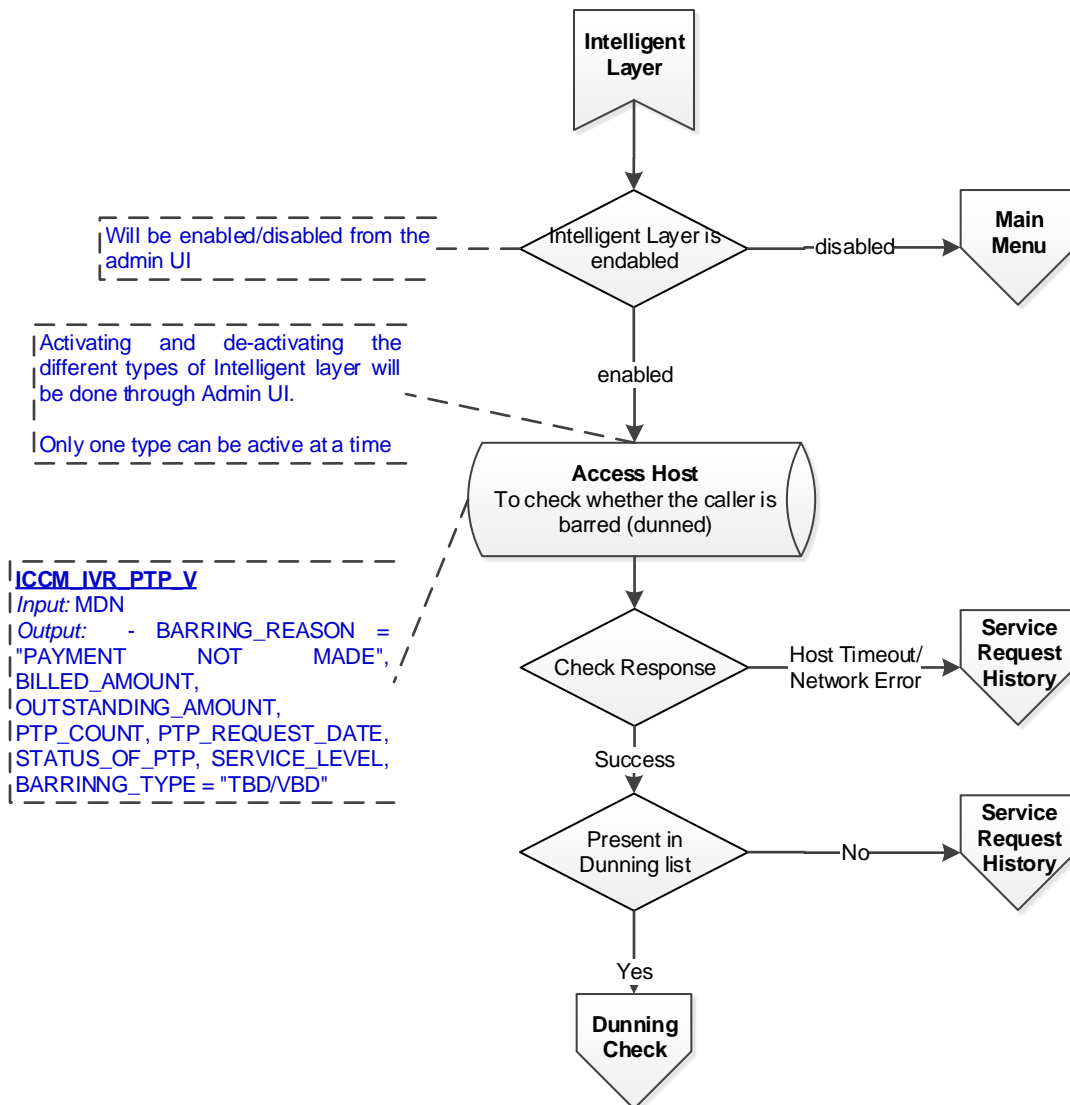 Intelligent
Layer
Will be enabled/disabled from the
admin UI
Intelligent Layer is
endabled
disabled
Main
Menu
Activating and de-activating the
different types of Intelligent layer will
be done through Admin UI.
Only one type can be active at a time
enabled
Access Host
To check whether the caller is
barred (dunned)
ICCM_IVR_PTP_V
Input: MDN
Output: - BARRING_REASON =
"PAYMENT NOT MADE",
BILLED_AMOUNT,
OUTSTANDING_AMOUNT,
PTP_COUNT, PTP_REQUEST_DATE,
STATUS_OF_PTP, SERVICE_LEVEL,
BARRINNG_TYPE = "TBD/VBD"
Check Response
Host Timeout/
Network Error
Service
Request
History
Success
Present in
Dunning list
No
Service
Request
History
Yes
Dunning
Check